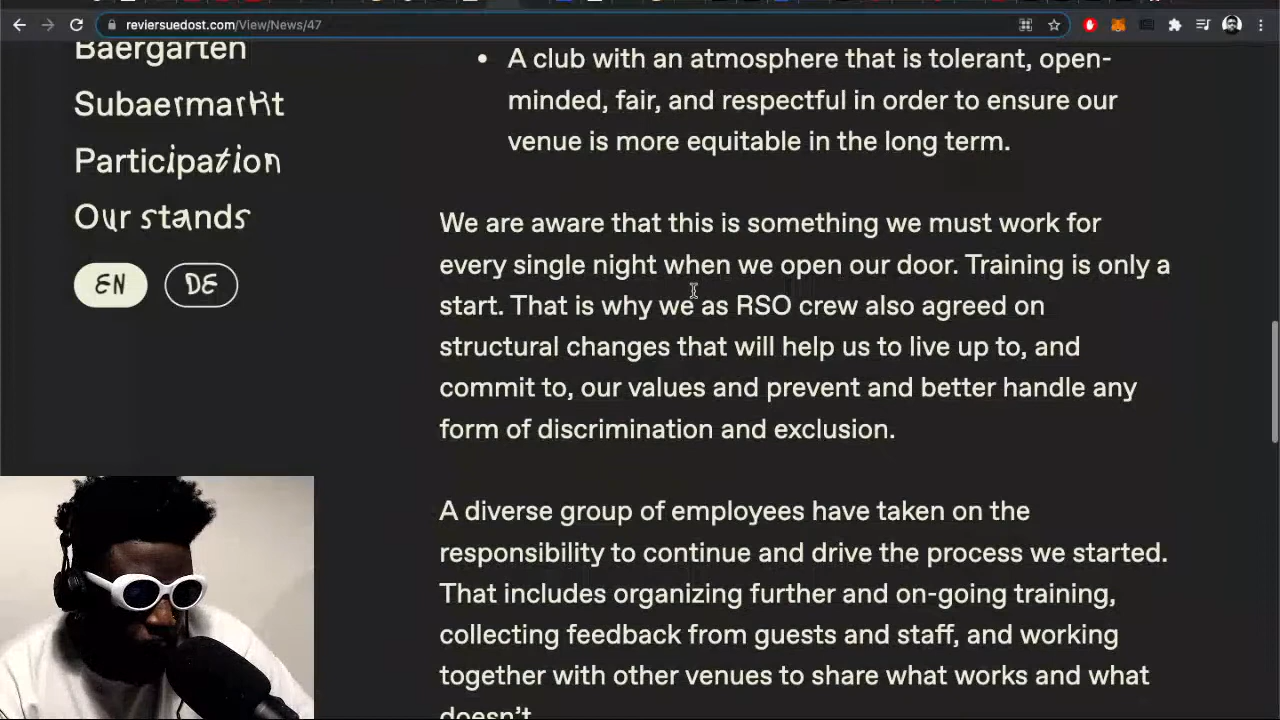 reviersuedost.com/View/News/47
Baergarten
Subaermarkt
Participation
Our stands
EN DE
• A club with an atmosphere that is tolerant, open-
minded, fair, and respectful in order to ensure our
venue is more equitable in the long term.
We are aware that this is something we must work for
every single night when we open our door. Training is only a
start. That is why we as RSO crew also agreed on
structural changes that will help us to live up to, and
commit to, our values and prevent and better handle any
form of discrimination and exclusion.
A diverse group of employees have taken on the
responsibility to continue and drive the process we started.
That includes organizing further and on-going training,
collecting feedback from guests and staff, and working
together with other venues to share what works and what
doesn't